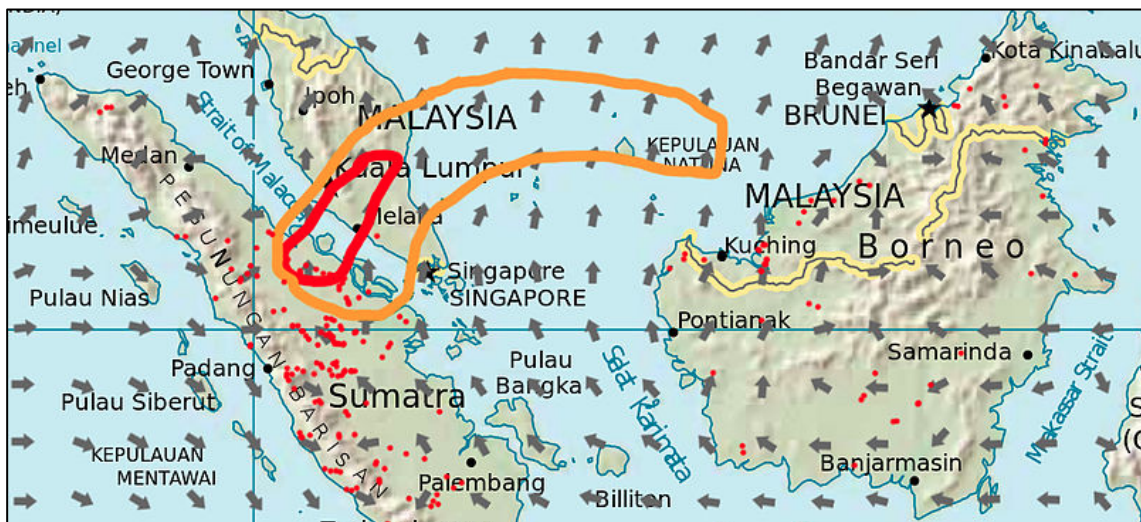 George Town
Ipoh
MALAYSIA
Strait of Malacca
Medan
Kuala Lumpur
Melaka
Singapore
SINGAPORE
KEPULAUAN
NATUNA
Bandar Seri
Begawan
BRUNEI
Kota Kinabalu
MALAYSIA
Kuching
Borneo
imeulue
Pulau Nias
PEGUNUNGAN BARISAN
Padang
Pulau Siberut
Sumatra
KEPULAUAN
MENTAWAI
Palembang
Pulau
Bangka
Billiton
Selat Karimata
Pontianak
Samarinda
Makassar Strait
Banjarmasin